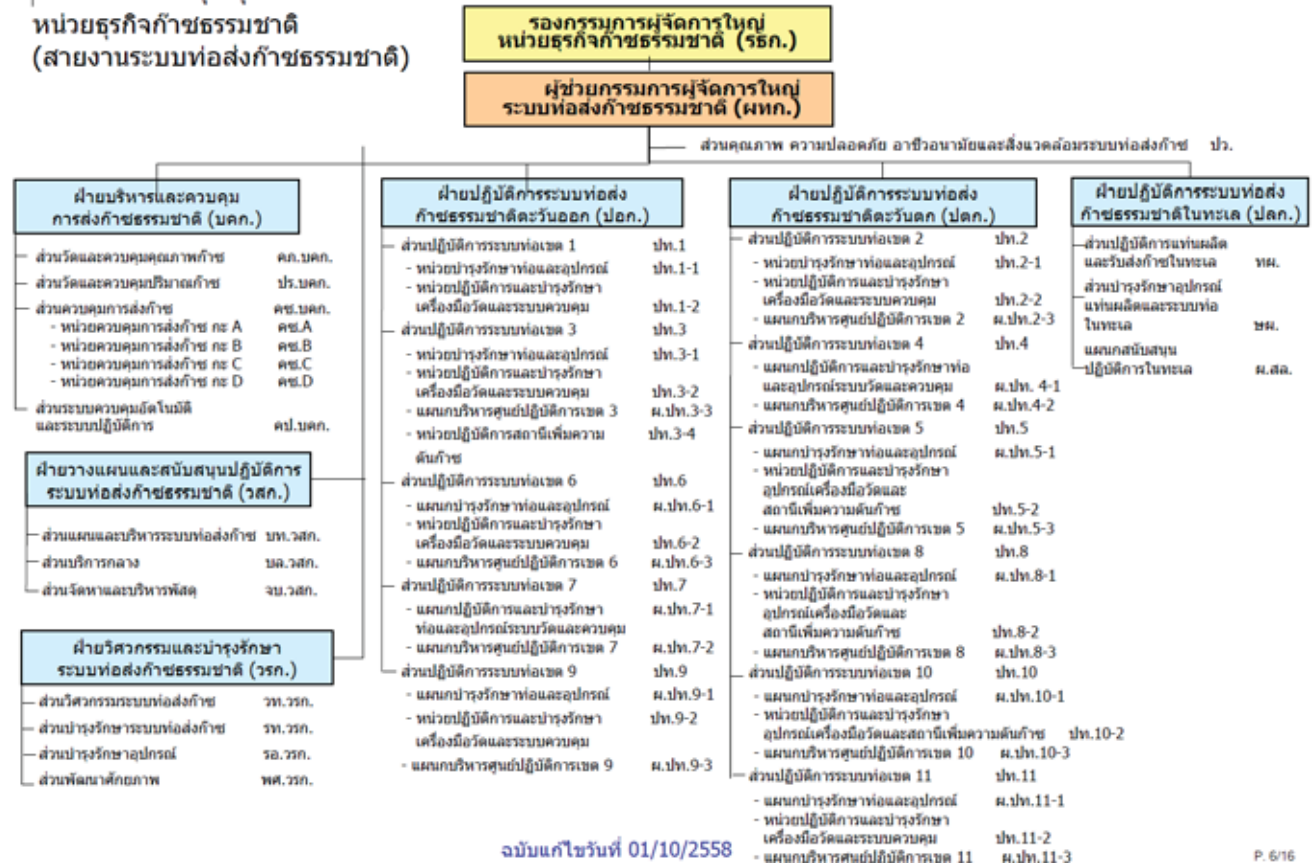 หน่วยธุรกิจก๊าซธรรมชาติ
(สายงานระบบท่อส่งก๊าซธรรมชาติ)
รองกรรมการผู้จัดการใหญ่
หน่วยธุรกิจก๊าซธรรมชาติ (รธก.)
ผู้ช่วยกรรมการผู้จัดการใหญ่
ระบบท่อส่งก๊าซธรรมชาติ (ผทก.)
ส่วนคุณภาพ ความปลอดภัย อาชีวอนามัยและสิ่งแวดล้อมระบบท่อส่งก๊าซ ปว.
ฝ่ายบริหารและควบคุม
การส่งก๊าซธรรมชาติ (บคก.)
ส่วนวัดและควบคุมคุณภาพก๊าซ คภ.บคก.
ส่วนวัดและควบคุมปริมาณก๊าซ ปร.บคก.
ส่วนควบคุมการส่งก๊าซ คช.บคก.
- หน่วยควบคุมการส่งก๊าซ กะ A คช.A
- หน่วยควบคุมการส่งก๊าซ กะ B คช.B
- หน่วยควบคุมการส่งก๊าซ กะ C คช.C
- หน่วยควบคุมการส่งก๊าซ กะ D คช.D
ส่วนระบบควบคุมอัตโนมัติ
และระบบปฏิบัติการ คป.บคก.
ฝ่ายวางแผนและสนับสนุนปฏิบัติการ
ระบบท่อส่งก๊าซธรรมชาติ (วสก.)
ส่วนแผนและบริหารระบบท่อส่งก๊าซ บท.วสก.
ส่วนบริการกลาง บล.วสก.
ส่วนจัดหาและบริหารพัสดุ จบ.วสก.
ฝ่ายวิศวกรรมและบำรุงรักษา
ระบบท่อส่งก๊าซธรรมชาติ (วรก.)
ส่วนวิศวกรรมระบบท่อส่งก๊าซ วท.วรก.
ส่วนบำรุงรักษาระบบท่อส่งก๊าซ รท.วรก.
ส่วนบำรุงรักษาอุปกรณ์ รอ.วรก.
ส่วนพัฒนาศักยภาพ พศ.วรก.
ฝ่ายปฏิบัติการระบบท่อส่ง
ก๊าซธรรมชาติตะวันออก (ปอก.)
ส่วนปฏิบัติการระบบท่อเขต 1 ปท.1
- หน่วยบำรุงรักษาท่อและอุปกรณ์ ปท.1-1
- หน่วยปฏิบัติการและบำรุงรักษา
เครื่องมือวัดและระบบควบคุม ปท.1-2
ส่วนปฏิบัติการระบบท่อเขต 3 ปท.3
- หน่วยบำรุงรักษาท่อและอุปกรณ์ ปท.3-1
- หน่วยปฏิบัติการและบำรุงรักษา
เครื่องมือวัดและระบบควบคุม ปท.3-2
- แผนกบริหารศูนย์ปฏิบัติการเขต 3 ผ.ปท.3-3
- หน่วยปฏิบัติการสถานีเพิ่มความ ปท.3-4
ดันก๊าซ
ส่วนปฏิบัติการระบบท่อเขต 6 ปท.6
- แผนกบำรุงรักษาท่อและอุปกรณ์ ผ.ปท.6-1
- หน่วยปฏิบัติการและบำรุงรักษา
เครื่องมือวัดและระบบควบคุม ปท.6-2
- แผนกบริหารศูนย์ปฏิบัติการเขต 6 ผ.ปท.6-3
ส่วนปฏิบัติการระบบท่อเขต 7 ปท.7
- แผนกปฏิบัติการและบำรุงรักษา ผ.ปท.7-1
ท่อและอุปกรณ์ระบบวัดและควบคุม
- แผนกบริหารศูนย์ปฏิบัติการเขต 7 ผ.ปท.7-2
ส่วนปฏิบัติการระบบท่อเขต 9 ปท.9
- แผนกบำรุงรักษาท่อและอุปกรณ์ ผ.ปท.9-1
- หน่วยปฏิบัติการและบำรุงรักษา ปท.9-2
เครื่องมือวัดและระบบควบคุม
- แผนกบริหารศูนย์ปฏิบัติการเขต 9 ผ.ปท.9-3
ฝ่ายปฏิบัติการระบบท่อส่ง
ก๊าซธรรมชาติตะวันตก (ปตก.)
ส่วนปฏิบัติการระบบท่อเขต 2 ปท.2
- หน่วยบำรุงรักษาท่อและอุปกรณ์ ปท.2-1
- หน่วยปฏิบัติการและบำรุงรักษา
เครื่องมือวัดและระบบควบคุม ปท.2-2
- แผนกบริหารศูนย์ปฏิบัติการเขต 2 ผ.ปท.2-3
ส่วนปฏิบัติการระบบท่อเขต 4 ปท.4
- แผนกปฏิบัติการและบำรุงรักษาท่อ
และอุปกรณ์ระบบวัดและควบคุม ผ.ปท. 4-1
- แผนกบริหารศูนย์ปฏิบัติการเขต 4 ผ.ปท.4-2
ส่วนปฏิบัติการระบบท่อเขต 5 ปท.5
- แผนกบำรุงรักษาท่อและอุปกรณ์ ผ.ปท.5-1
- หน่วยปฏิบัติการและบำรุงรักษา
อุปกรณ์เครื่องมือวัดและ
สถานีเพิ่มความดันก๊าซ ปท.5-2
- แผนกบริหารศูนย์ปฏิบัติการเขต 5 ผ.ปท.5-3
ส่วนปฏิบัติการระบบท่อเขต 8 ปท.8
- แผนกบำรุงรักษาท่อและอุปกรณ์ ผ.ปท.8-1
- หน่วยปฏิบัติการและบำรุงรักษา
อุปกรณ์เครื่องมือวัดและ
สถานีเพิ่มความดันก๊าซ ปท.8-2
- แผนกบริหารศูนย์ปฏิบัติการเขต 8 ผ.ปท.8-3
ส่วนปฏิบัติการระบบท่อเขต 10 ปท.10
- แผนกบำรุงรักษาท่อและอุปกรณ์ ผ.ปท.10-1
- หน่วยปฏิบัติการและบำรุงรักษา
อุปกรณ์เครื่องมือวัดและสถานีเพิ่มความดันก๊าซ ปท.10-2
- แผนกบริหารศูนย์ปฏิบัติการเขต 10 ผ.ปท.10-3
ส่วนปฏิบัติการระบบท่อเขต 11 ปท.11
- แผนกบำรุงรักษาท่อและอุปกรณ์ ผ.ปท.11-1
- หน่วยปฏิบัติการและบำรุงรักษา
เครื่องมือวัดและระบบควบคุม ปท.11-2
- แผนกบริหารศูนย์ปฏิบัติการเขต 11 ผ.ปท.11-3
ฝ่ายปฏิบัติการระบบท่อส่ง
ก๊าซธรรมชาติในทะเล (ปลก.)
ส่วนปฏิบัติการแท่นผลิต
และรับส่งก๊าซในทะเล ทผ.
ส่วนบำรุงรักษาอุปกรณ์
แท่นผลิตและระบบท่อ
ในทะเล ษผ.
แผนกสนับสนุน
ปฏิบัติการในทะเล ผ.สล.
ฉบับแก้ไขวันที่ 01/10/2558
P. 6/16